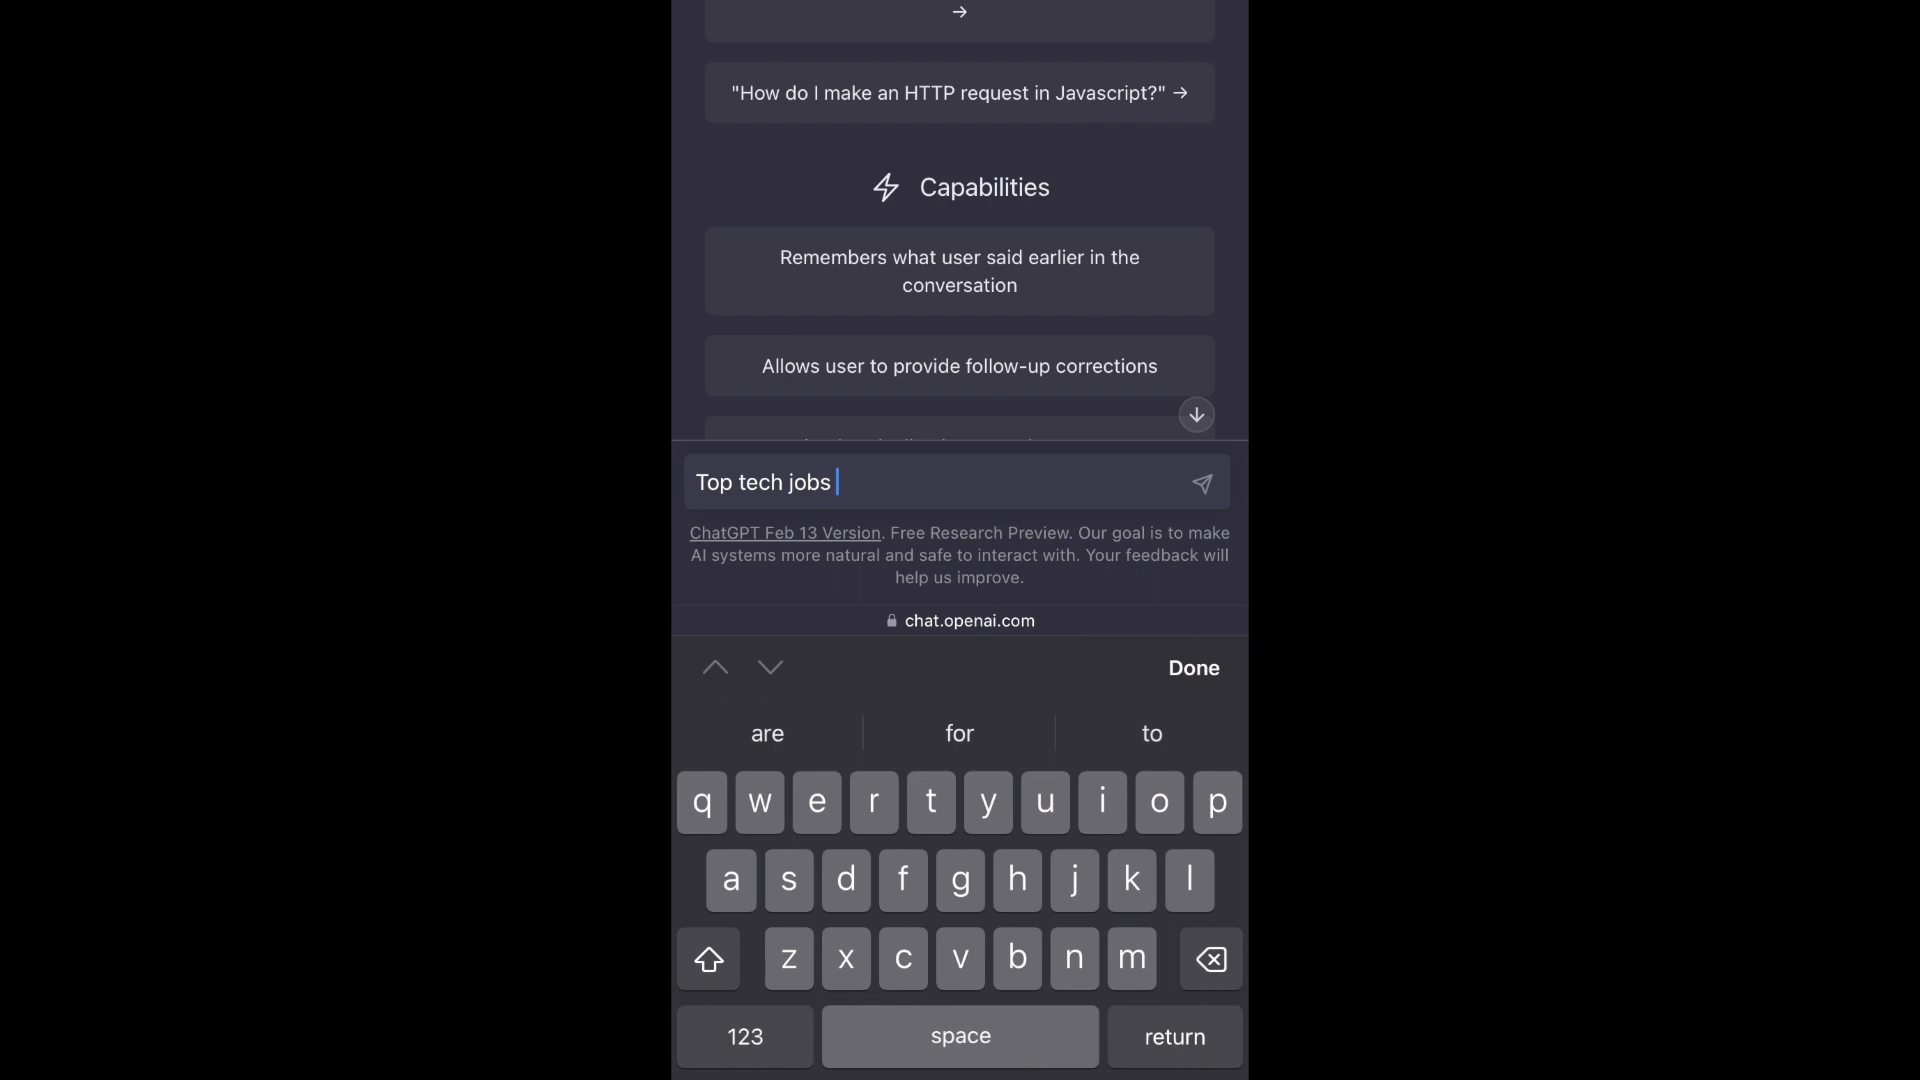 →
"How do I make an HTTP request in Javascript?" →
Capabilities
Remembers what user said earlier in the
conversation
Allows user to provide follow-up corrections
Top tech jobs
ChatGPT Feb 13 Version. Free Research Preview. Our goal is to make
AI systems more natural and safe to interact with. Your feedback will
help us improve.
chat.openai.com
Done
are for to
q w e r t y u i o p
a s d f g h j k l
z x c v b n m
123 space return